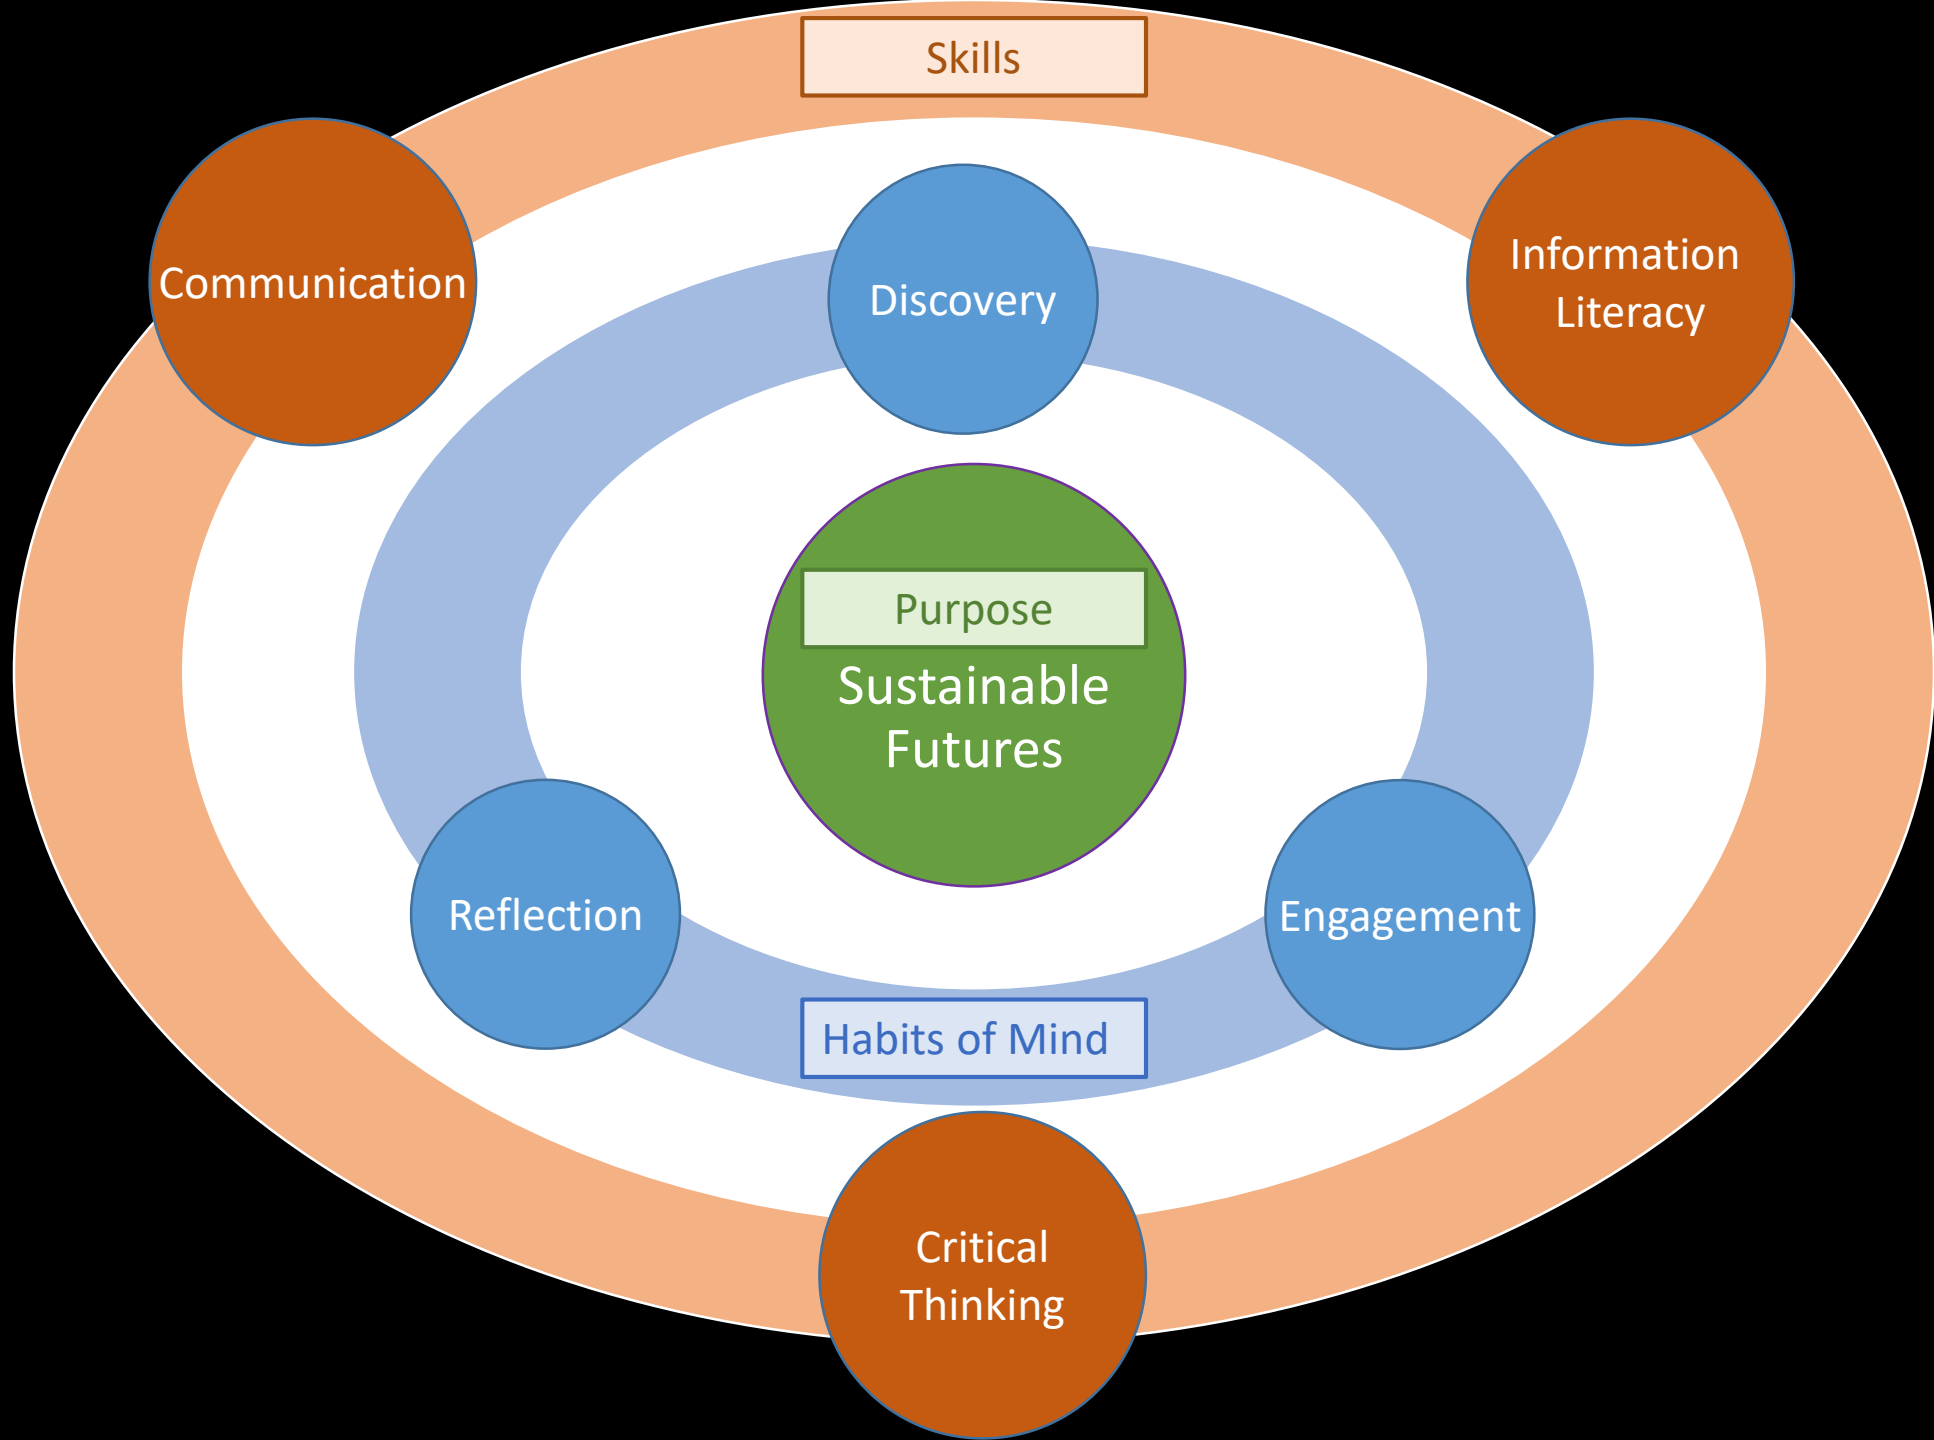 Skills
Communication
Discovery
Information
Literacy
Purpose
Sustainable
Futures
Reflection
Engagement
Habits of Mind
Critical
Thinking